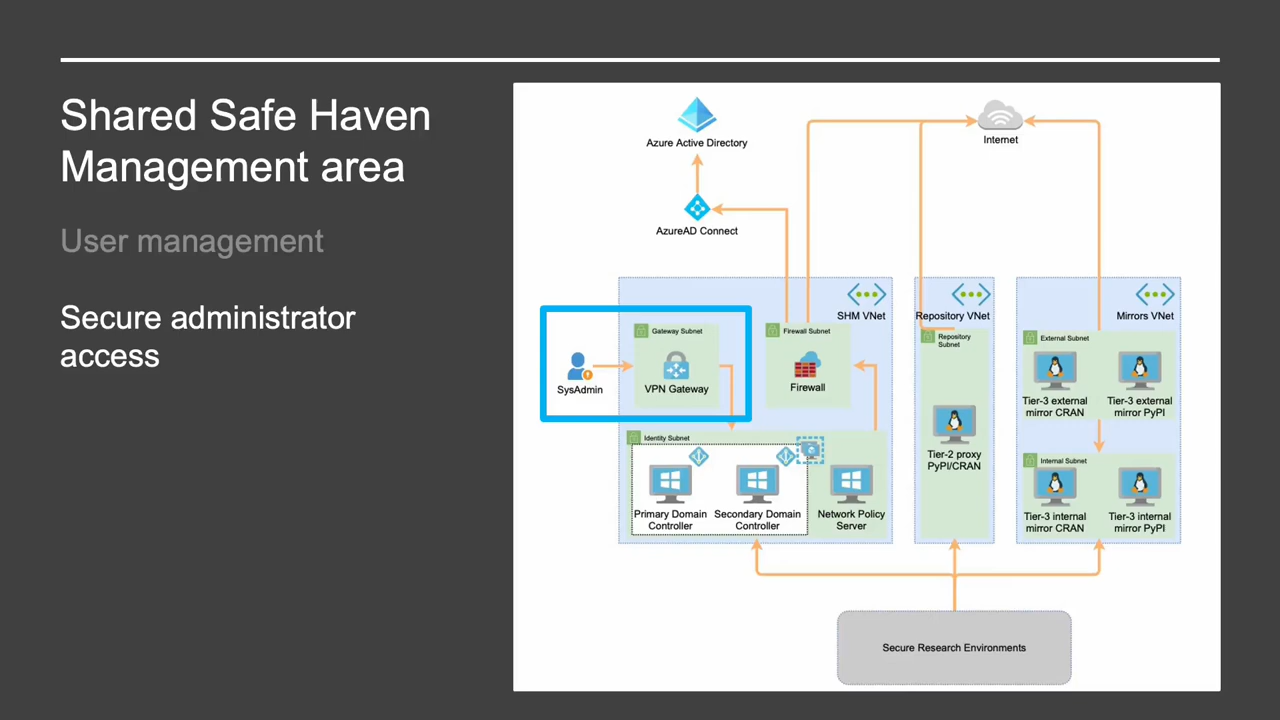 Shared Safe Haven
Management area
User management
Secure administrator
access
Azure Active Directory
Internet
AzureAD Connect
SHM VNet
Repository VNet
Mirrors VNet
Gateway Subnet
Firewall Subnet
Repository
Subnet
External Subnet
SysAdmin
VPN Gateway
Firewall
Tier-3 external
mirror CRAN
Tier-3 external
mirror PyPI
Identity Subnet
Tier-2 proxy
PyPI/CRAN
Internal Subnet
Primary Domain
Controller
Secondary Domain
Controller
Network Policy
Server
Tier-3 internal
mirror CRAN
Tier-3 internal
mirror PyPI
Secure Research Environments